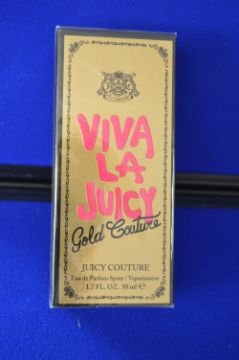 VIVA
LA
JUICY
Gold Couture
JUICY COUTURE
Eau de Parfum Spray / Vaporisateur
1.7 FL. OZ. 50 ml ℮